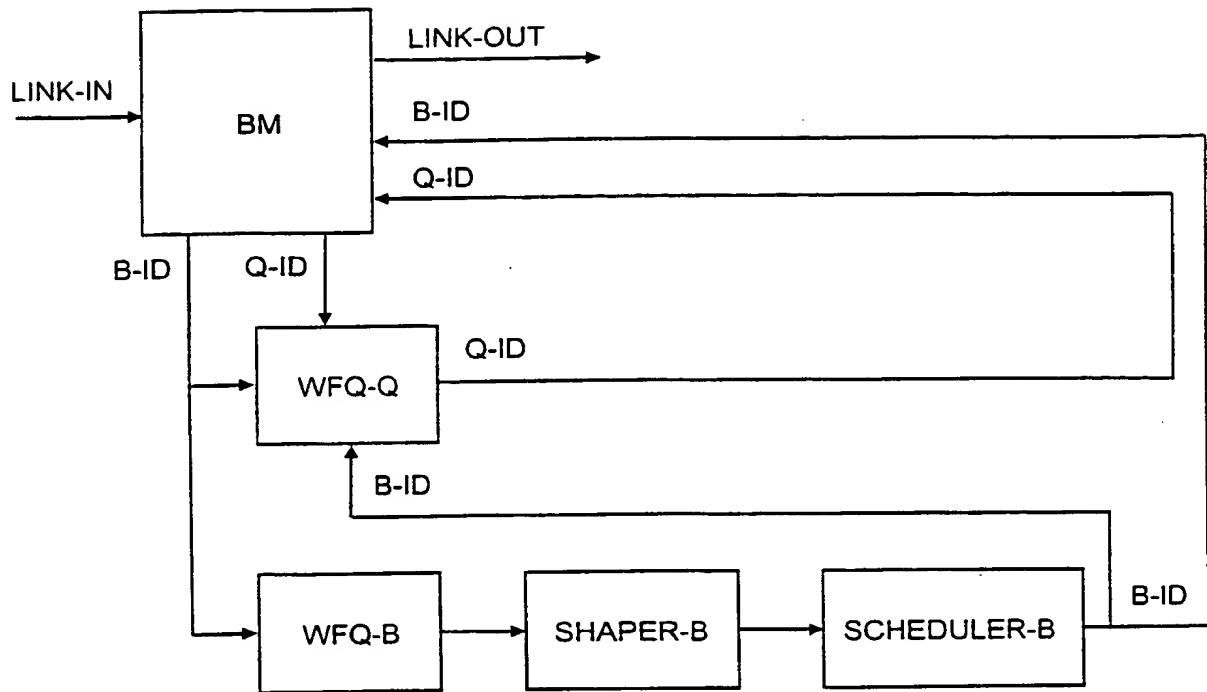 LINK-OUT
LINK-IN
BM
B-ID
Q-ID
B-ID
Q-ID
WFQ-Q
Q-ID
B-ID
WFQ-B
SHAPER-B
SCHEDULER-B
B-ID